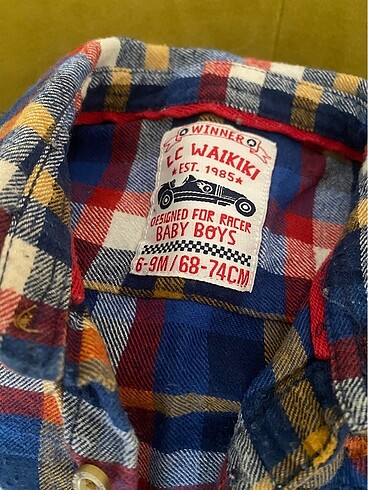 WINNER
LC WAIKIKI
★ EST. 1985 ★
DESIGNED FOR RACER
BABY BOYS
6-9M / 68-74CM